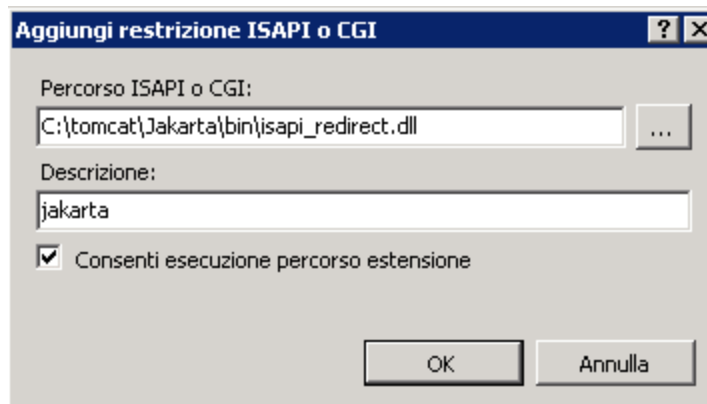 Aggiungi restrizione ISAPI o CGI
Percorso ISAPI o CGI:
C:\tomcat\Jakarta\bin\isapi_redirect.dll
...
Descrizione:
jakarta
Consenti esecuzione percorso estensione
OK
Annulla